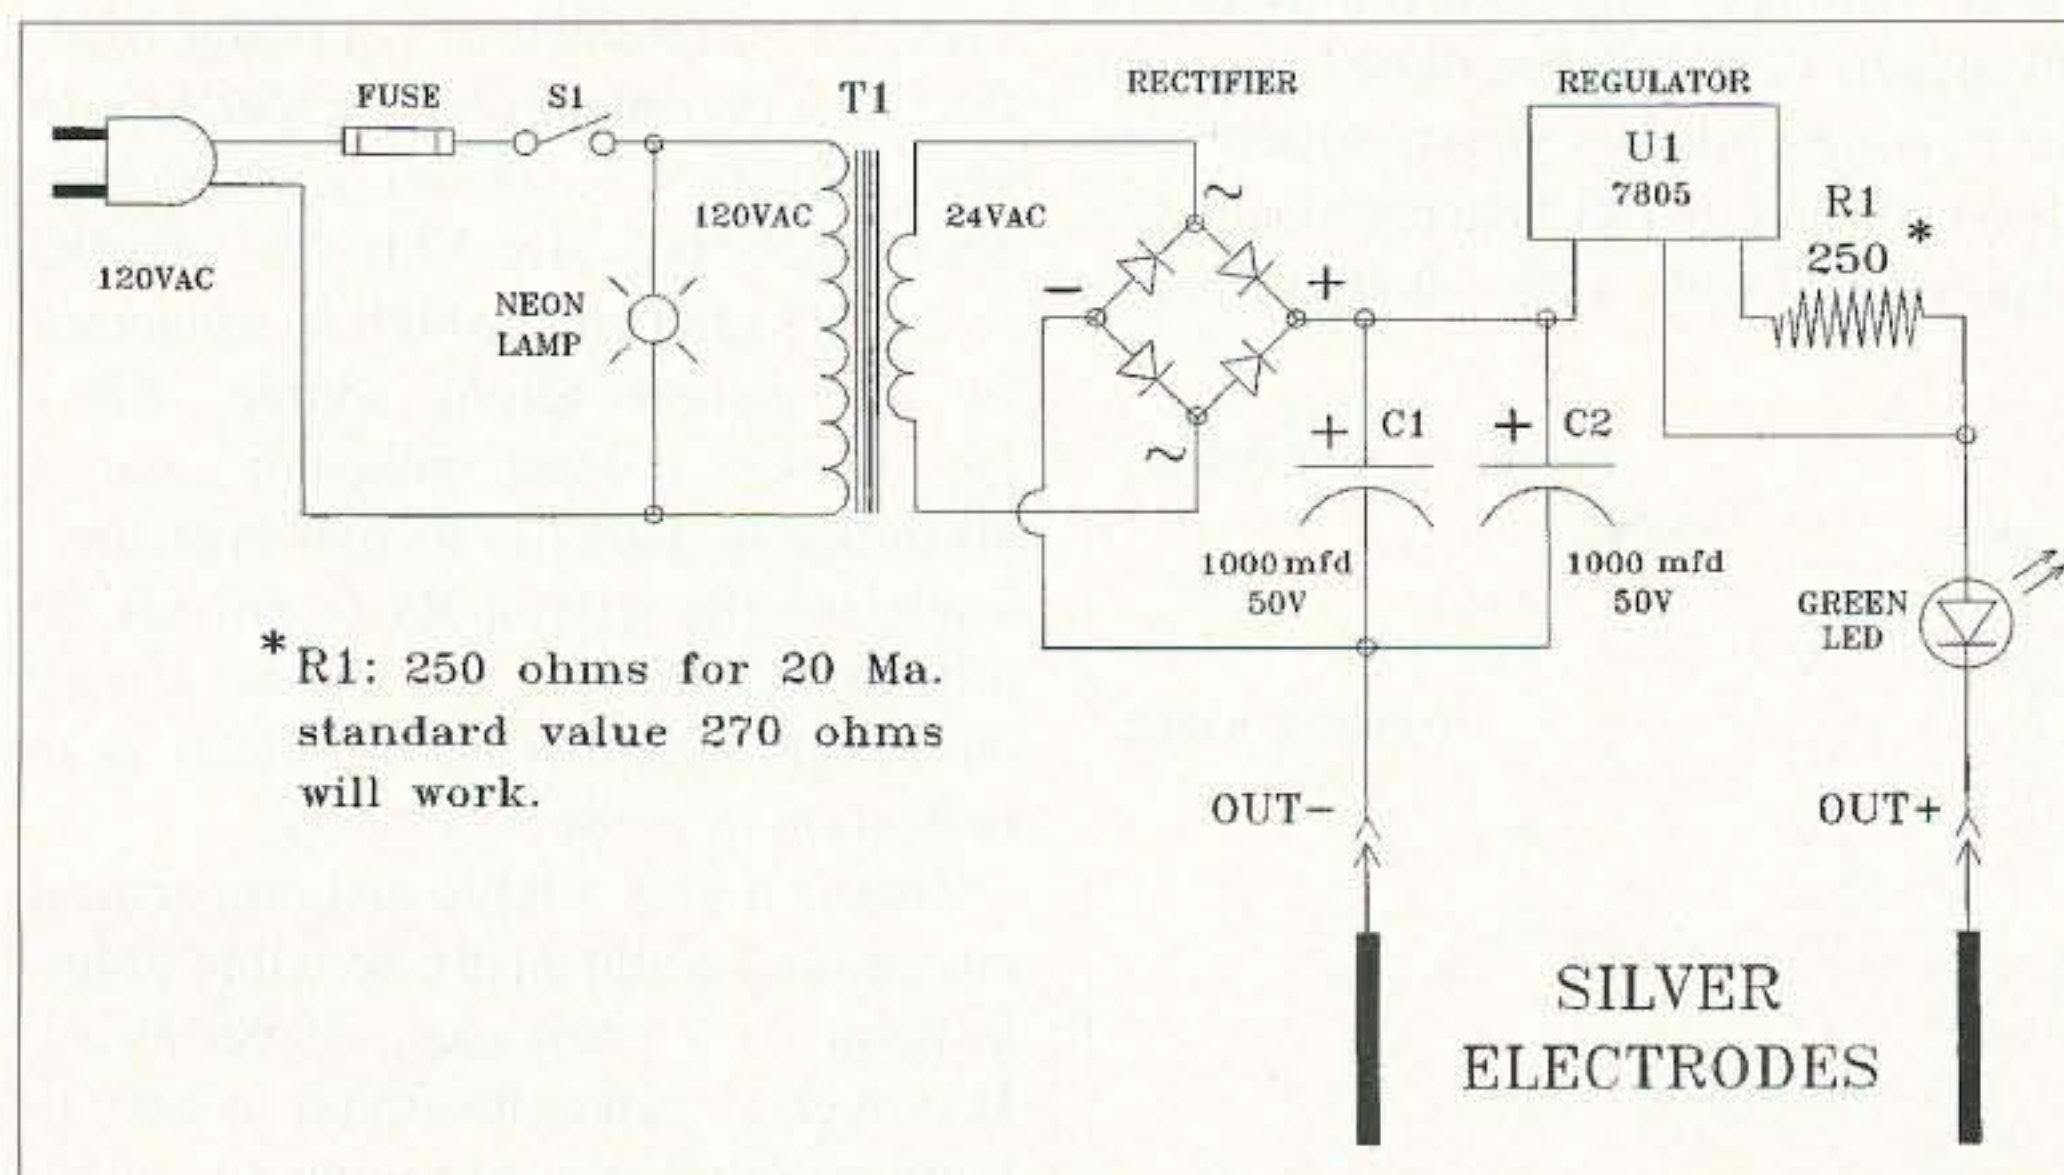 FUSE
S1
T1
RECTIFIER
REGULATOR
U1
7805
R1
250 *
120VAC
24VAC
~
120VAC
NEON
LAMP
−
+
+
C1
+
C2
~
1000 mfd
50V
1000 mfd
50V
GREEN
LED
* R1: 250 ohms for 20 Ma.
standard value 270 ohms
will work.
OUT−
OUT+
SILVER
ELECTRODES